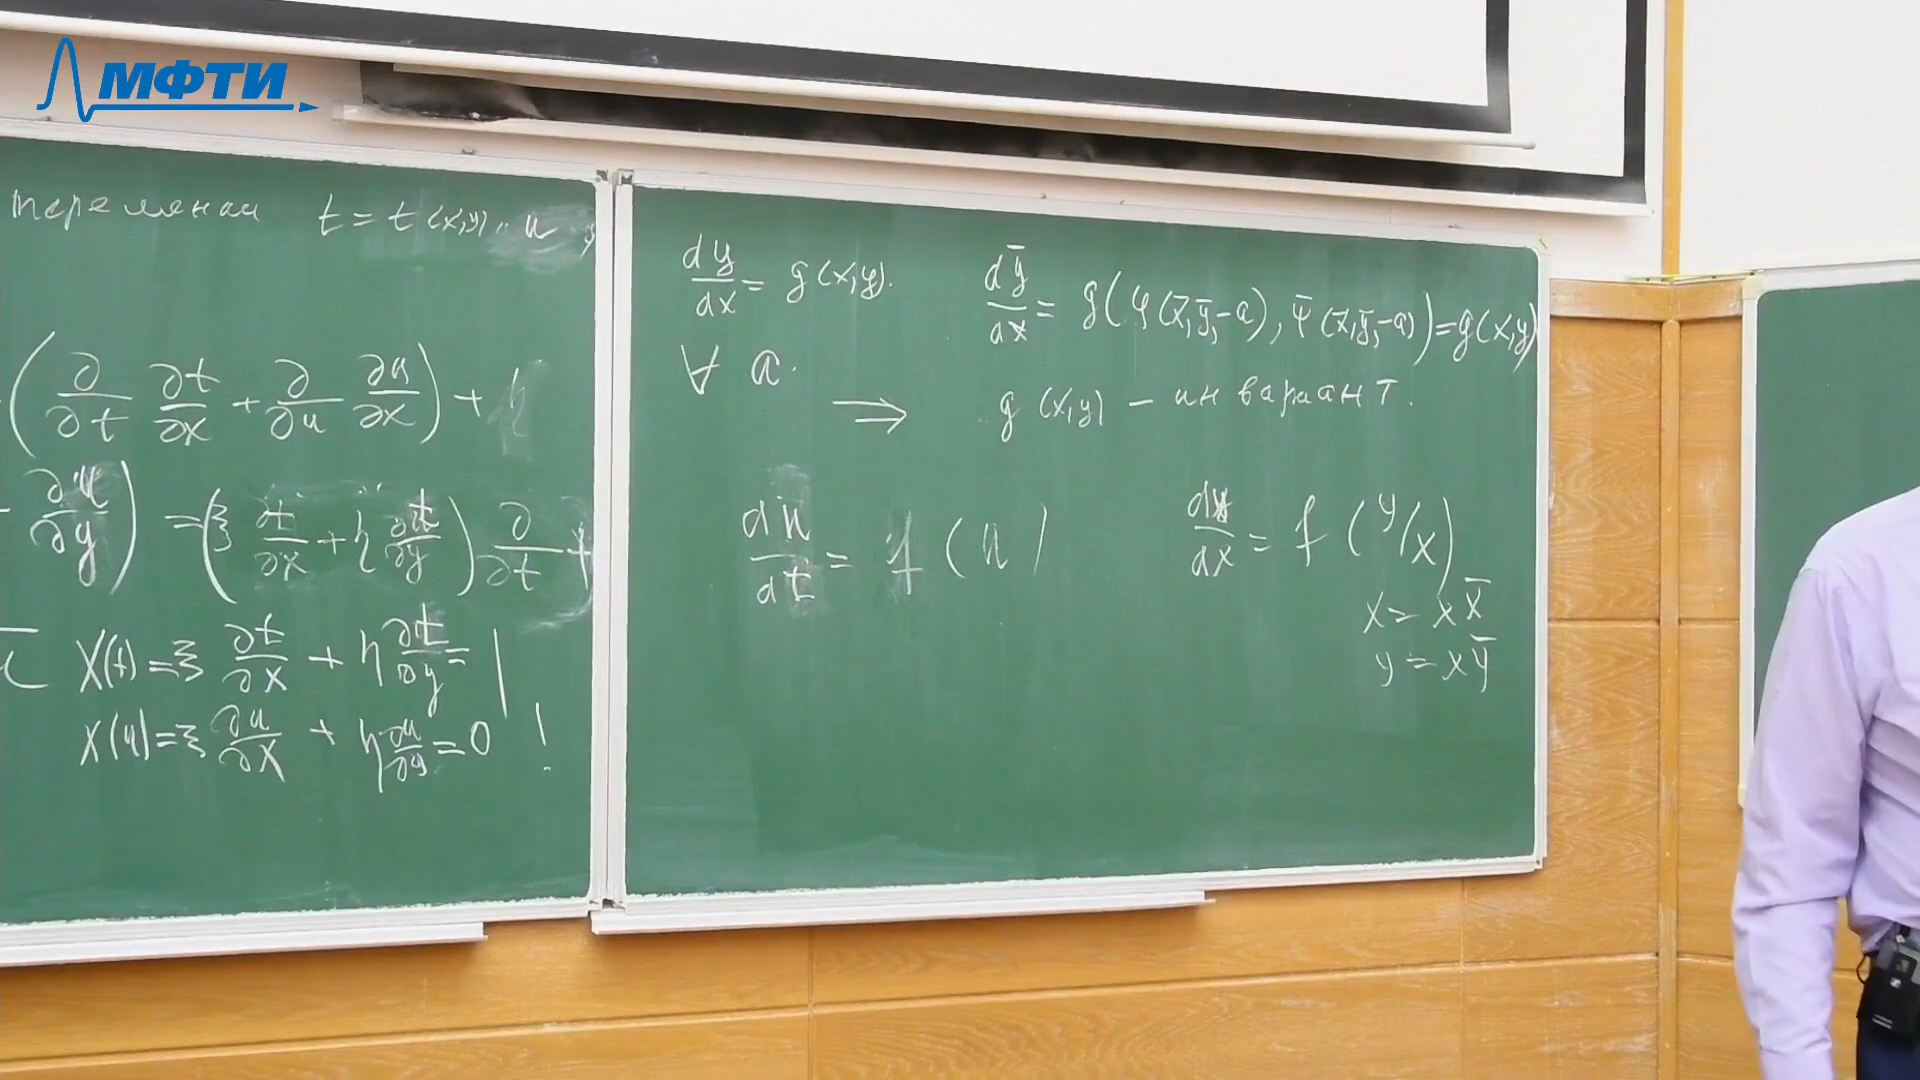 МФТИ
переменная t = t(x,y), u
(∂/∂t ∂t/∂x + ∂/∂u ∂u/∂x) + η
∂u/∂y) = (ξ ∂t/∂x + η ∂t/∂y) ∂/∂t +
X(t) = ξ ∂t/∂x + η ∂t/∂y = 1
X(u) = ξ ∂u/∂x + η ∂u/∂y = 0 !
dy/dx = g(x,y). dȳ/dx̄ = g(φ(x̄,ȳ,-a), ψ(x̄,ȳ,-a)) = g(x,y)
∀ a.
⇒ g(x,y) – инвариант.
du/dt = f(u) dy/dx = f(y/x)
x = x x̄
y = x ȳ